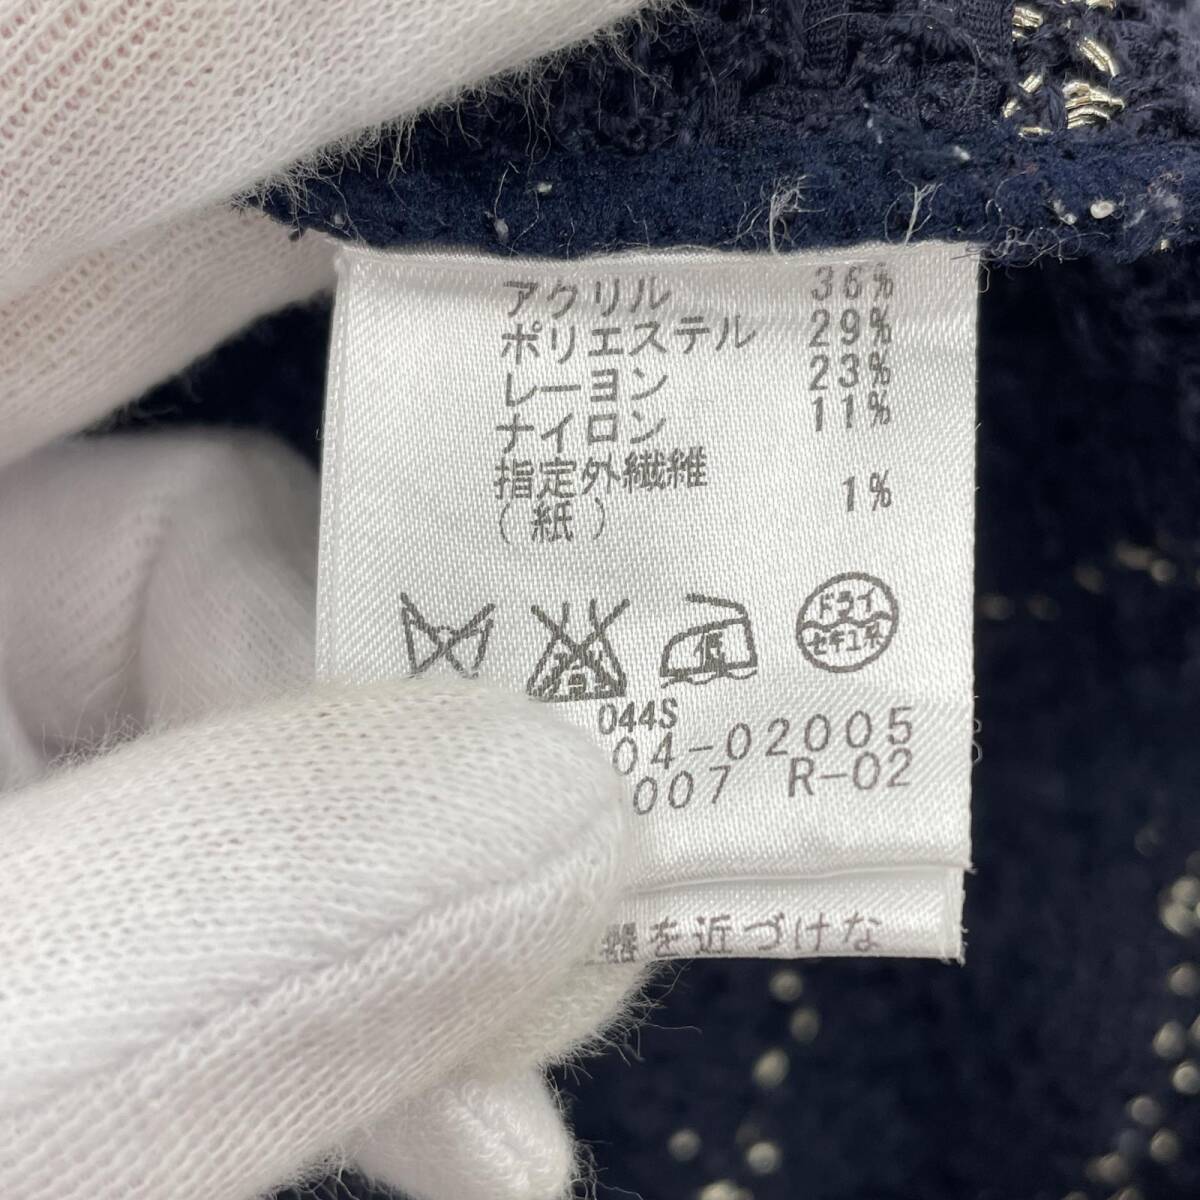 アクリル 36%
ポリエステル 29%
レーヨン 23%
ナイロン 11%
指定外繊維
(紙) 1%
低
ドライ
セキユ系
044S
04-02005
007 R-02
器を近づけな